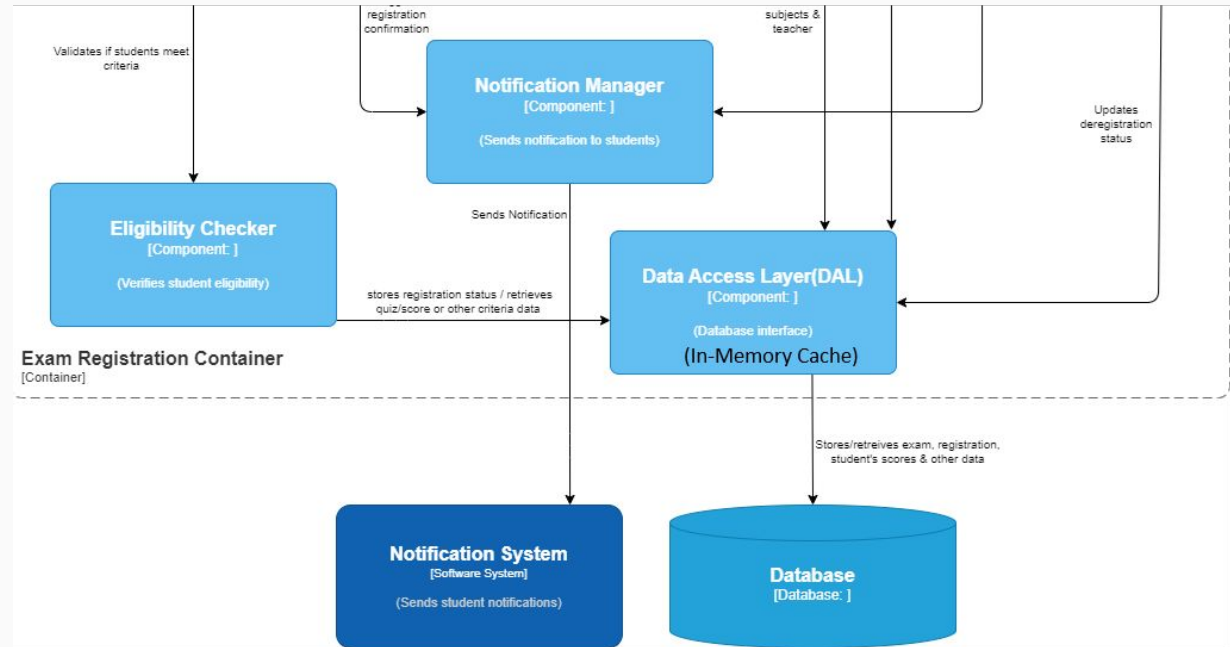 registration
confirmation
subjects &
teacher
Validates if students meet
criteria
Notification Manager
[Component: ]
(Sends notification to students)
Updates
deregistration
status
Eligibility Checker
[Component: ]
(Verifies student eligibility)
Sends Notification
Data Access Layer(DAL)
[Component: ]
(Database interface)
(In-Memory Cache)
stores registration status / retrieves
quiz/score or other criteria data
Exam Registration Container
[Container]
Stores/retreives exam, registration,
student's scores & other data
Notification System
[Software System]
(Sends student notifications)
Database
[Database: ]